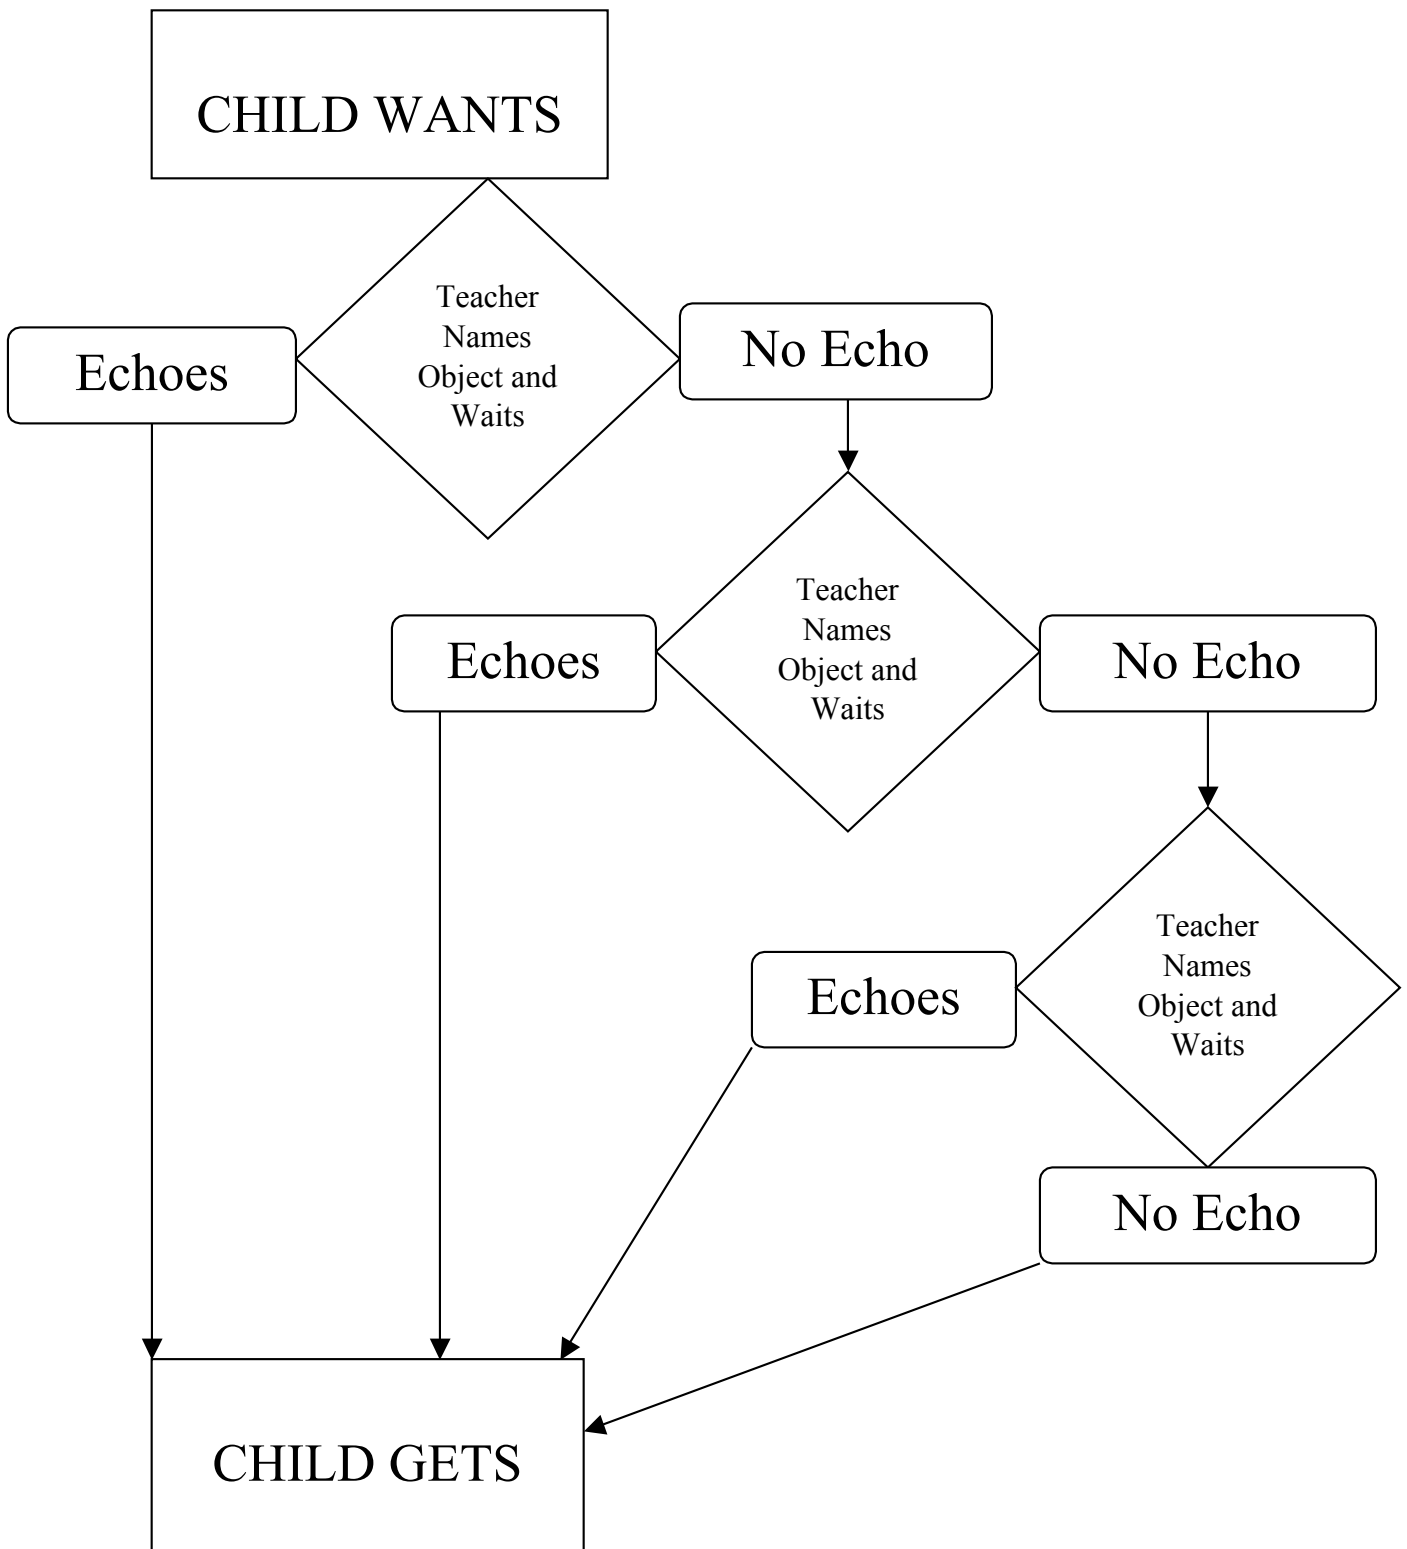 CHILD WANTS
Teacher
Names
Object and
Waits
Echoes
No Echo
Teacher
Names
Object and
Waits
Echoes
No Echo
Teacher
Names
Object and
Waits
Echoes
No Echo
CHILD GETS